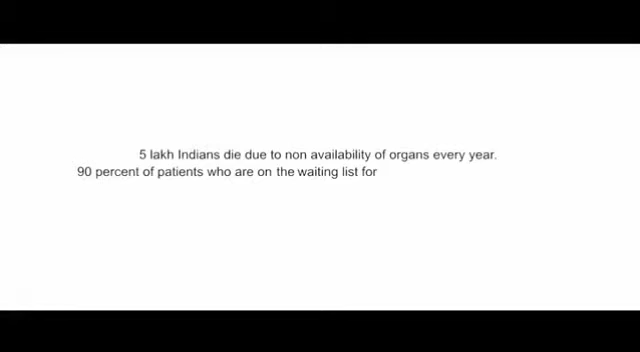 5 lakh Indians die due to non availability of organs every year.
90 percent of patients who are on the waiting list for